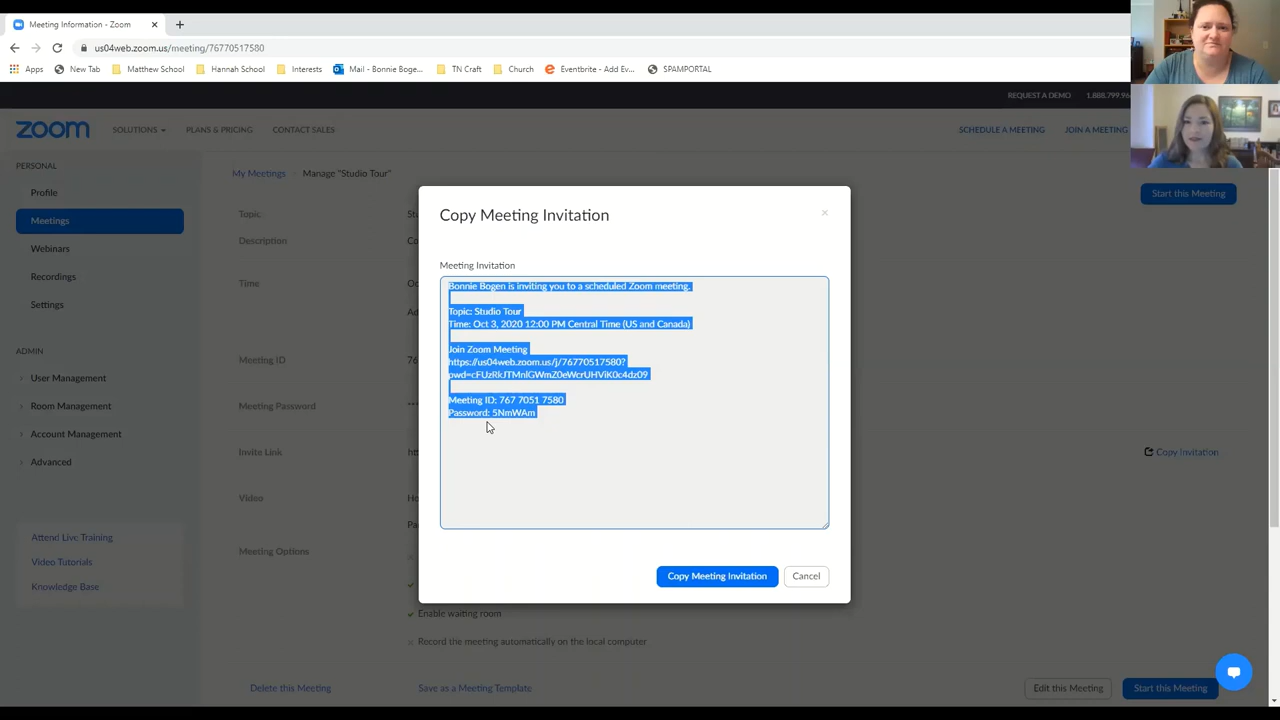 Meeting Information - Zoom
us04web.zoom.us/meeting/76770517580
Apps
New Tab
Matthew School
Hannah School
Interests
Mail - Bonnie Boge...
TN Craft
Church
Eventbrite - Add Ev...
SPAMPORTAL
REQUEST A DEMO
1.888.799.96
zoom
SOLUTIONS
PLANS & PRICING
CONTACT SALES
SCHEDULE A MEETING
JOIN A MEETING
PERSONAL
Profile
Meetings
Webinars
Recordings
Settings
ADMIN
User Management
Room Management
Account Management
Advanced
Attend Live Training
Video Tutorials
Knowledge Base
My Meetings
Manage "Studio Tour"
Start this Meeting
Topic
Description
Time
Meeting ID
Meeting Password
Invite Link
Video
Meeting Options
Copy Meeting Invitation
Meeting Invitation
Bonnie Bogen is inviting you to a scheduled Zoom meeting.
Topic: Studio Tour
Time: Oct 3, 2020 12:00 PM Central Time (US and Canada)
Join Zoom Meeting
https://us04web.zoom.us/j/76770517580?
Meeting ID: 767 7051 7580
Password: 5NmWAm
Copy Meeting Invitation
Cancel
Copy Invitation
Enable waiting room
Record the meeting automatically on the local computer
Delete this Meeting
Save as a Meeting Template
Edit this Meeting
Start this Meeting